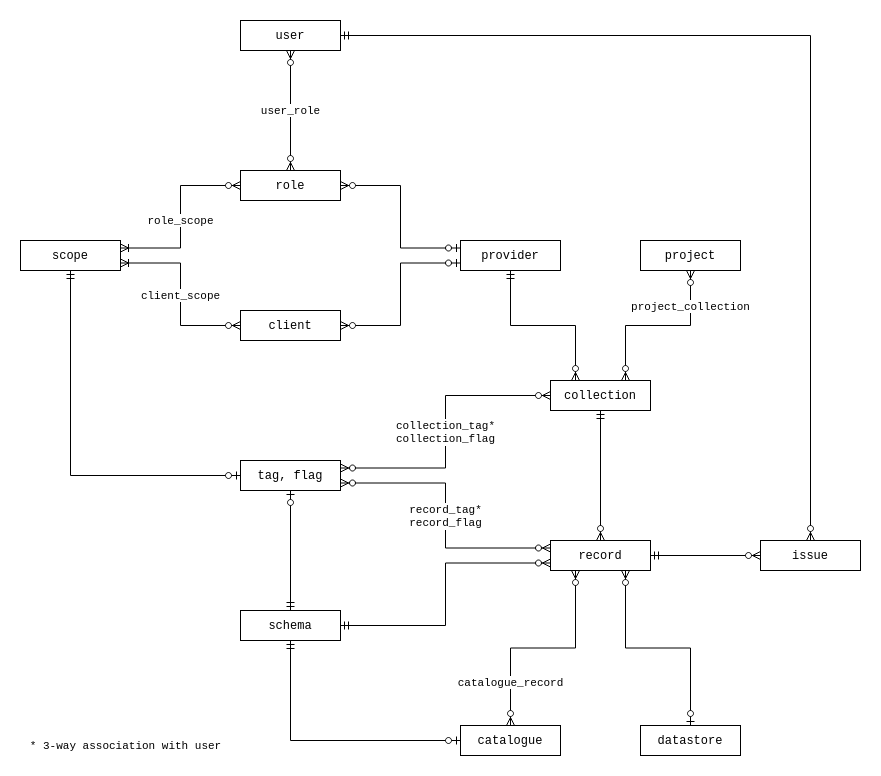 user
user_role
role
role_scope
scope
provider
project
client_scope
project_collection
client
collection
collection_tag*
collection_flag
tag, flag
record_tag*
record_flag
record
issue
schema
catalogue_record
catalogue
datastore
* 3-way association with user